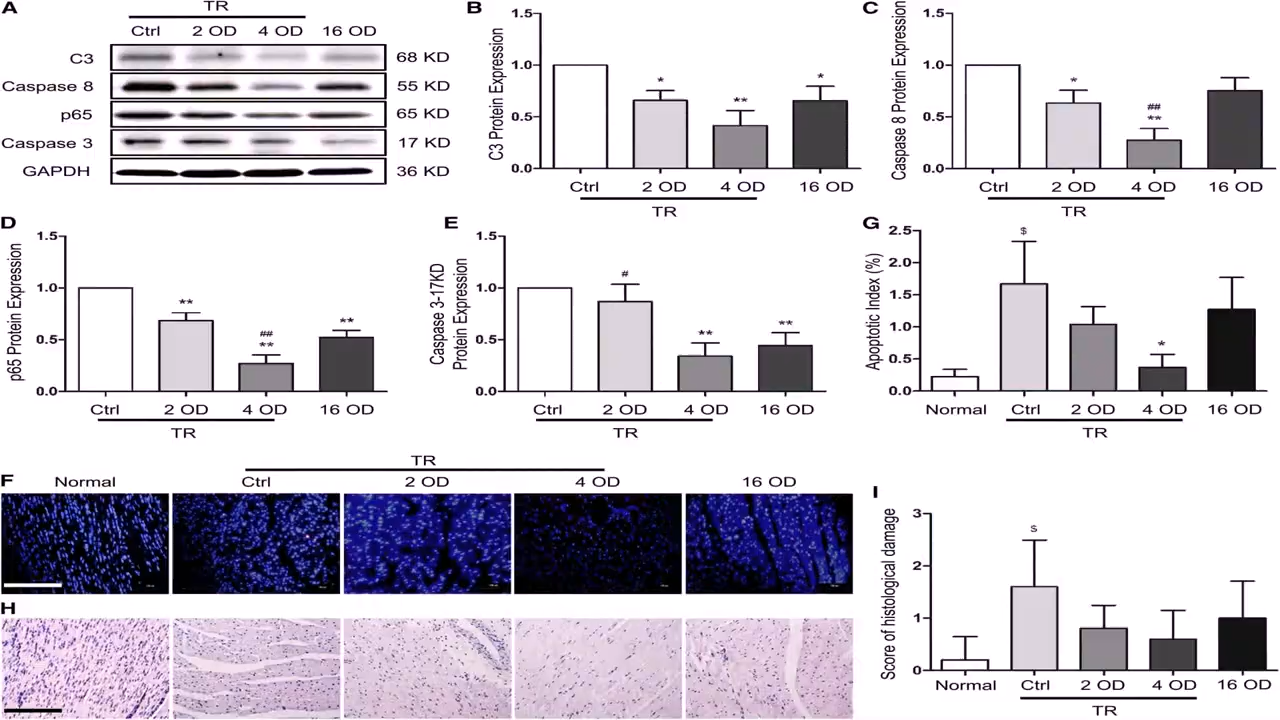 A
TR
Ctrl 2 OD 4 OD 16 OD
C3 68 KD
Caspase 8 55 KD
p65 65 KD
Caspase 3 17 KD
GAPDH 36 KD
B
C3 Protein Expression
1.5
1.0
0.5
0.0
* ** *
Ctrl 2 OD 4 OD 16 OD
TR
C
Caspase 8 Protein Expression
1.5
1.0
0.5
0.0
* ## **
Ctrl 2 OD 4 OD 16 OD
TR
D
p65 Protein Expression
1.5
1.0
0.5
0.0
** ## ** **
Ctrl 2 OD 4 OD 16 OD
TR
E
Caspase 3-17KD
Protein Expression
1.5
1.0
0.5
0.0
# ** **
Ctrl 2 OD 4 OD 16 OD
TR
G
Apoptotic Index (%)
2.5
2.0
1.5
1.0
0.5
0.0
$ *
Normal Ctrl 2 OD 4 OD 16 OD
TR
F
TR
Normal Ctrl 2 OD 4 OD 16 OD
H
I
Score of histological damage
3
2
1
0
$
Normal Ctrl 2 OD 4 OD 16 OD
TR